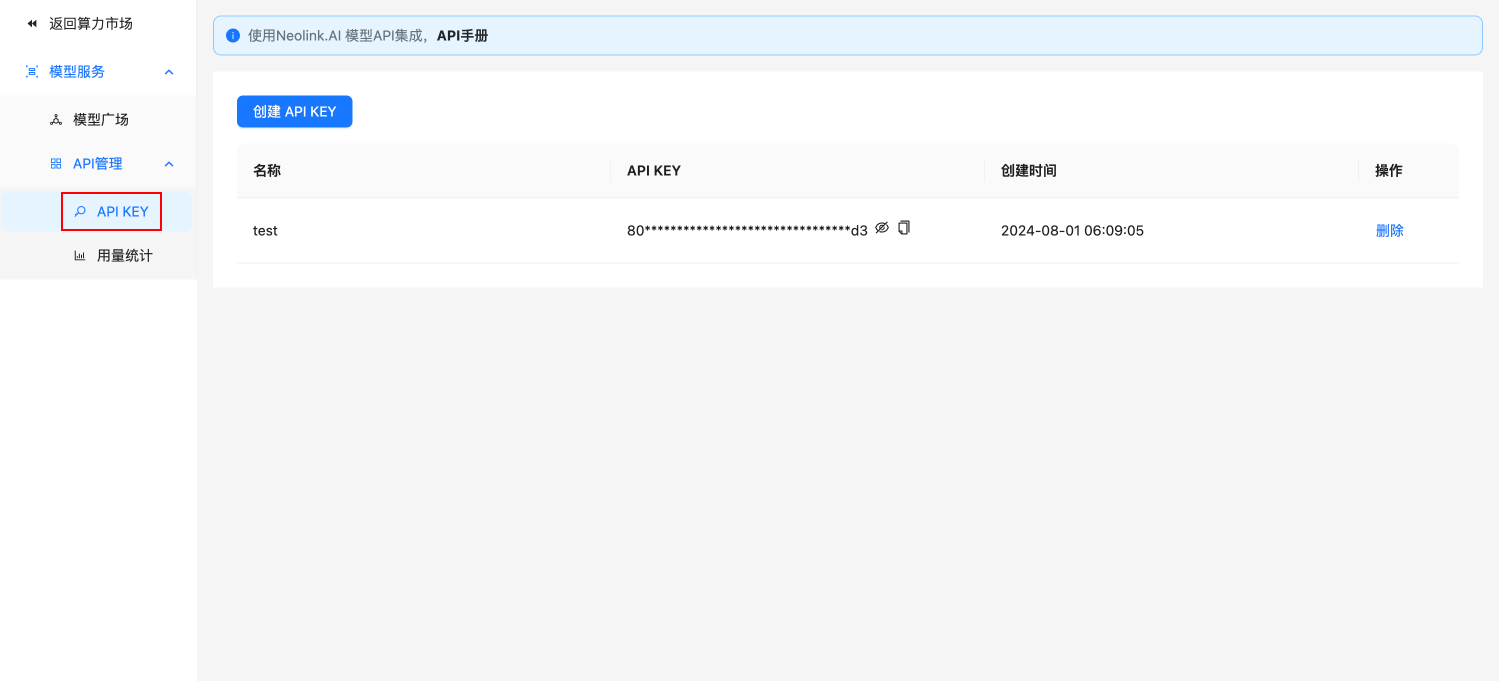 返回算力市场
模型服务
模型广场
API管理
API KEY
用量统计
使用Neolink.AI 模型API集成，API手册
创建 API KEY
名称 API KEY 创建时间 操作
test 80********************************d3 2024-08-01 06:09:05 删除